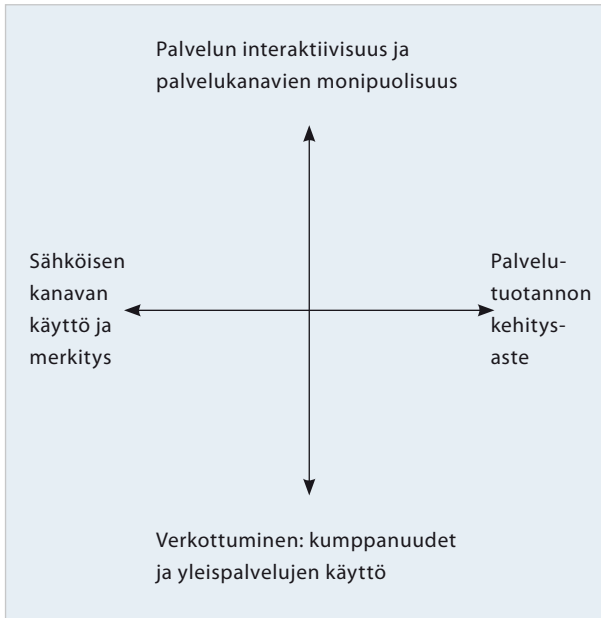 Palvelun interaktiivisuus ja
palvelukanavien monipuolisuus
Sähköisen
kanavan
käyttö ja
merkitys
Palvelu-
tuotannon
kehitys-
aste
Verkottuminen: kumppanuudet
ja yleispalvelujen käyttö